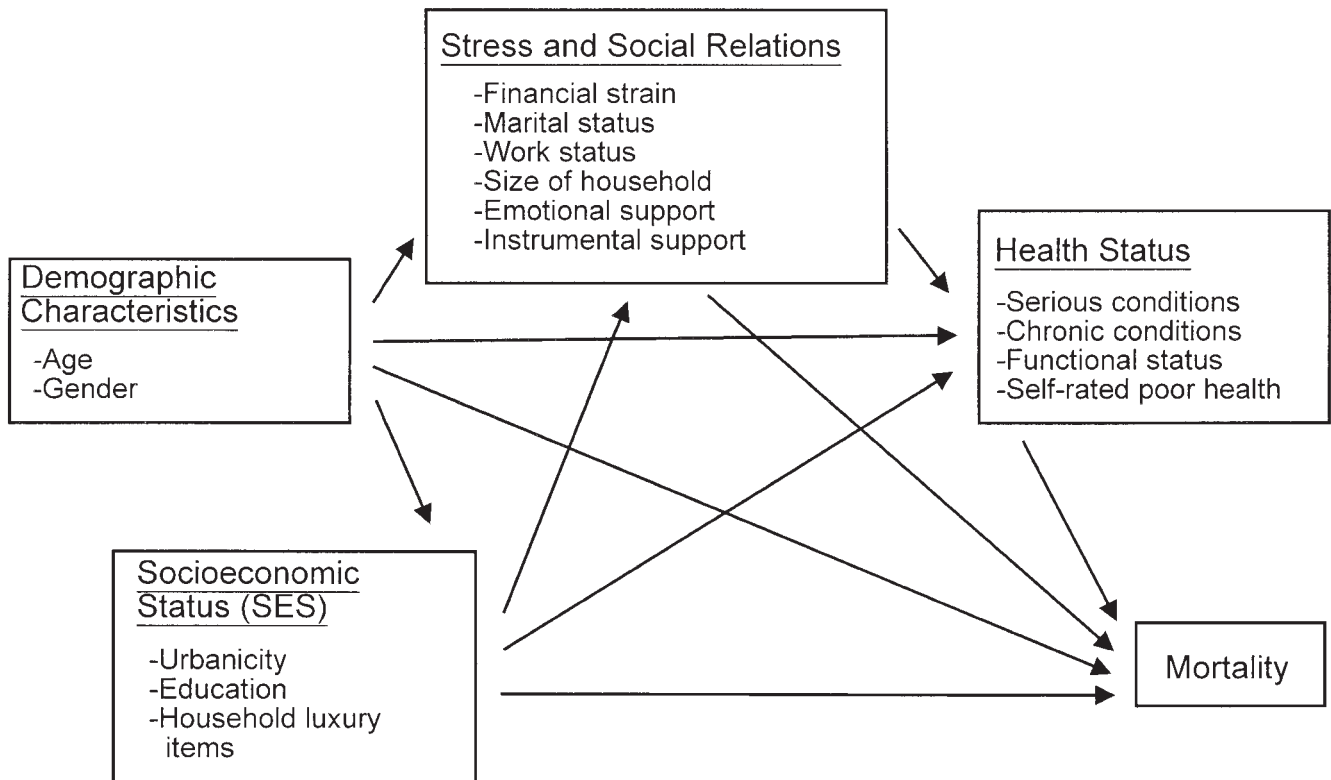 Stress and Social Relations
-Financial strain
-Marital status
-Work status
-Size of household
-Emotional support
-Instrumental support
Demographic
Characteristics
-Age
-Gender
Health Status
-Serious conditions
-Chronic conditions
-Functional status
-Self-rated poor health
Socioeconomic
Status (SES)
-Urbanicity
-Education
-Household luxury
items
Mortality